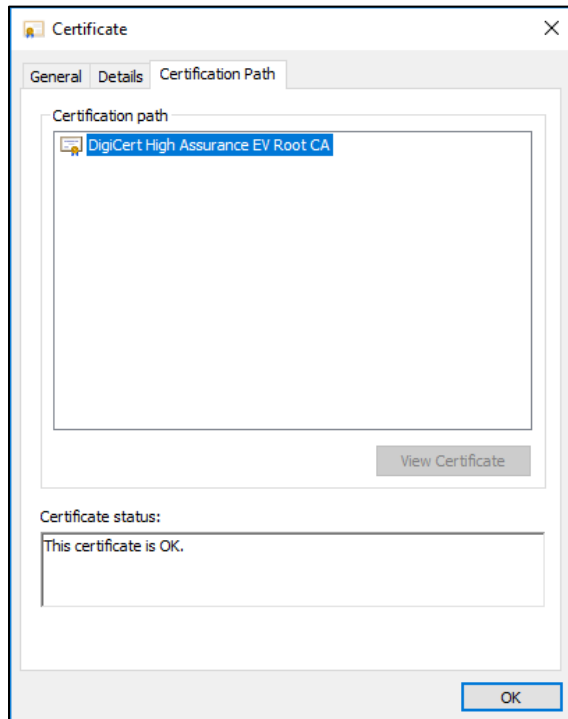 Certificate
General Details Certification Path
Certification path
DigiCert High Assurance EV Root CA
View Certificate
Certificate status:
This certificate is OK.
OK